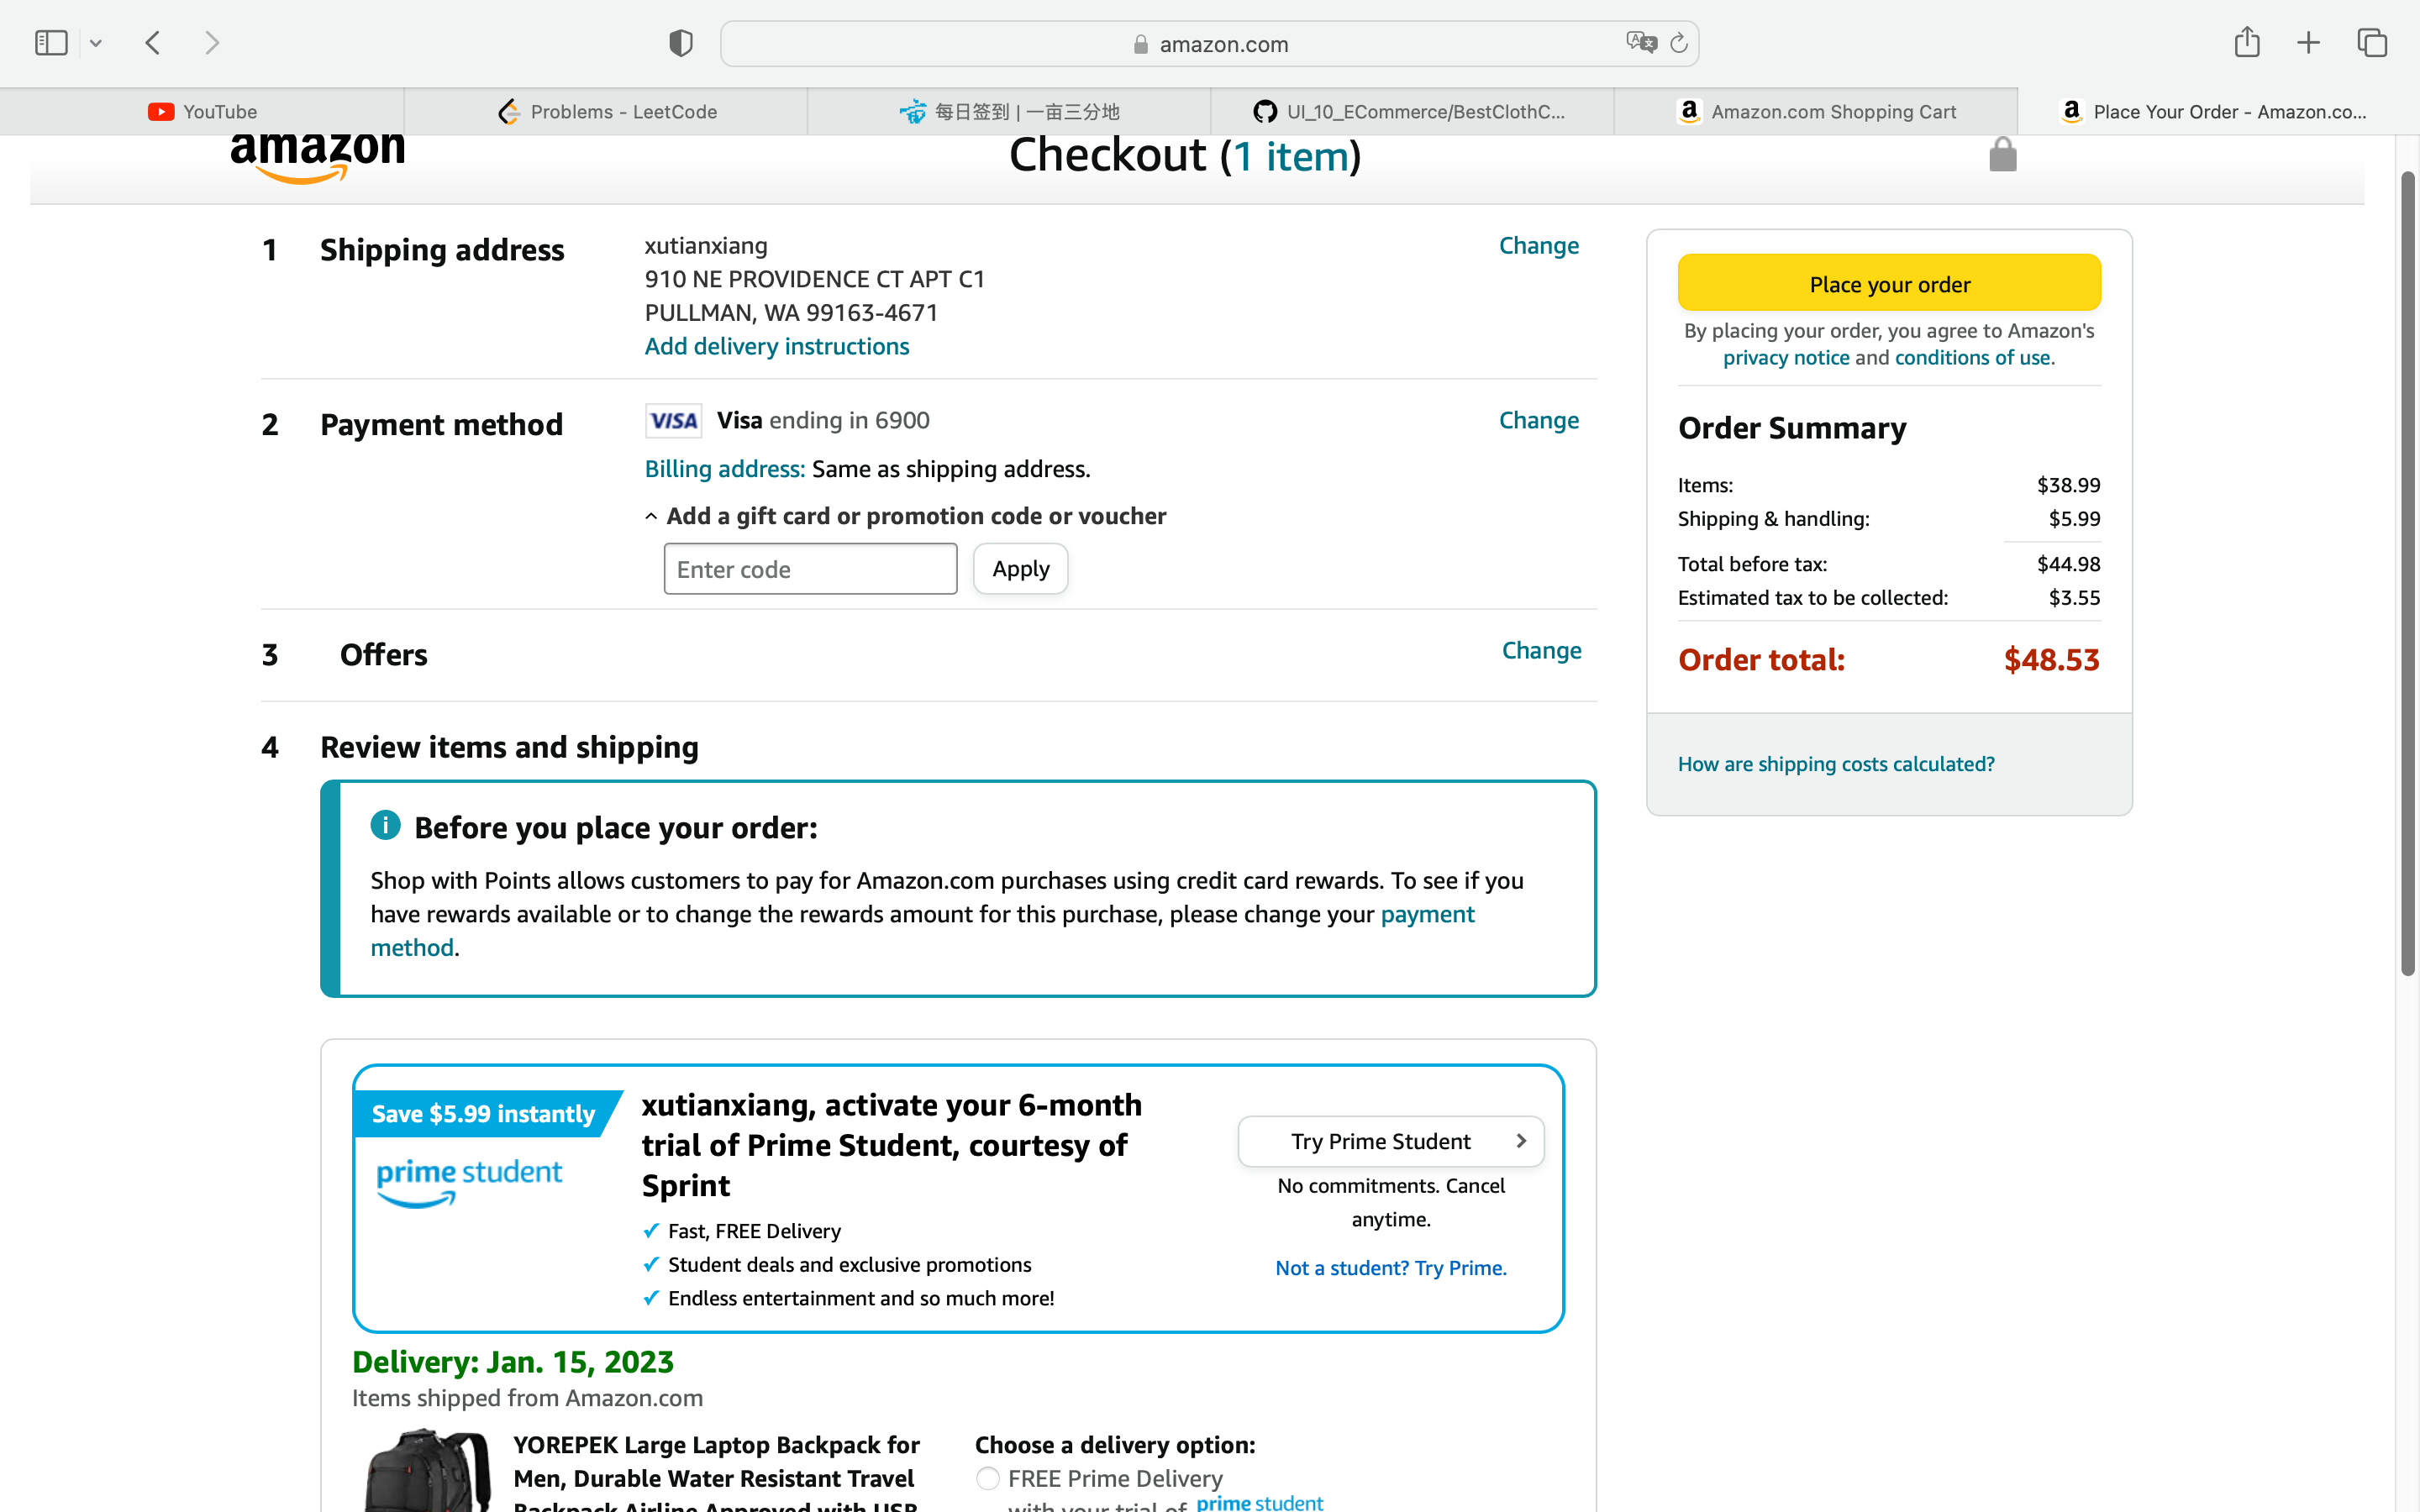 amazon.com
YouTube
Problems - LeetCode
每日签到 | 一亩三分地
UI_10_ECommerce/BestClothC...
Amazon.com Shopping Cart
Place Your Order - Amazon.co...
amazon
Checkout (1 item)
1 Shipping address
xutianxiang
910 NE PROVIDENCE CT APT C1
PULLMAN, WA 99163-4671
Add delivery instructions
Change
2 Payment method
VISA Visa ending in 6900
Change
Billing address: Same as shipping address.
Add a gift card or promotion code or voucher
Enter code
Apply
3 Offers
Change
4 Review items and shipping
Before you place your order:
Shop with Points allows customers to pay for Amazon.com purchases using credit card rewards. To see if you
have rewards available or to change the rewards amount for this purchase, please change your payment
method.
Save $5.99 instantly
prime student
xutianxiang, activate your 6-month
trial of Prime Student, courtesy of
Sprint
Fast, FREE Delivery
Student deals and exclusive promotions
Endless entertainment and so much more!
Try Prime Student
No commitments. Cancel
anytime.
Not a student? Try Prime.
Delivery: Jan. 15, 2023
Items shipped from Amazon.com
YOREPEK Large Laptop Backpack for
Men, Durable Water Resistant Travel
Backpack Airline Approved with USB
Choose a delivery option:
FREE Prime Delivery
with your trial of prime student
Place your order
By placing your order, you agree to Amazon's
privacy notice and conditions of use.
Order Summary
Items: $38.99
Shipping & handling: $5.99
Total before tax: $44.98
Estimated tax to be collected: $3.55
Order total: $48.53
How are shipping costs calculated?